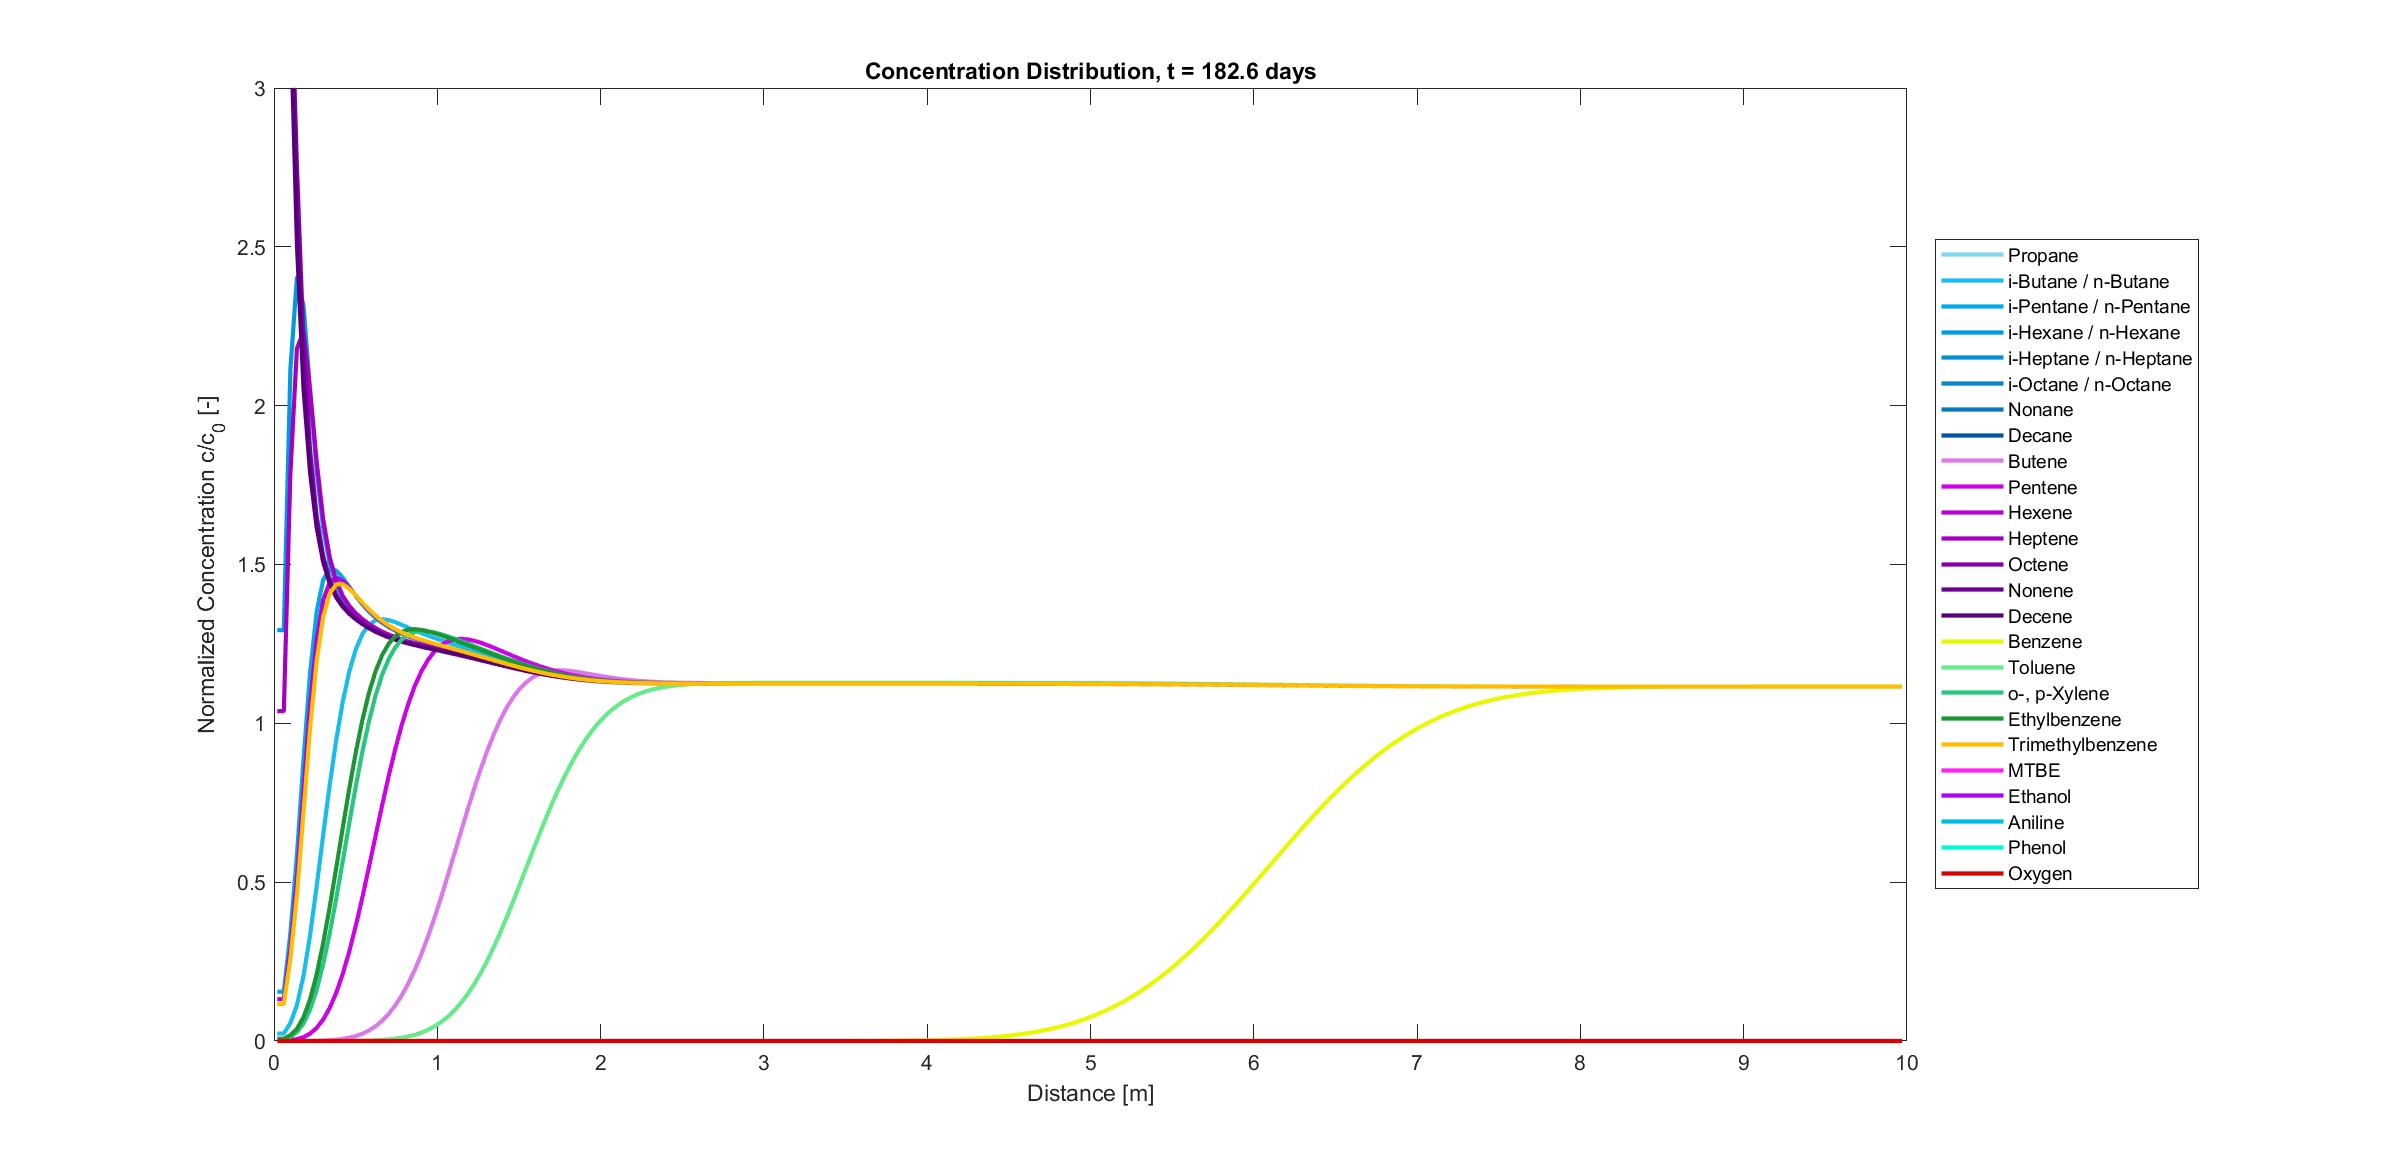 Concentration Distribution, t = 182.6 days
3
2.5
2
1.5
1
0.5
0
Normalized Concentration c/c0 [-]
0 1 2 3 4 5 6 7 8 9 10
Distance [m]
Propane
i-Butane / n-Butane
i-Pentane / n-Pentane
i-Hexane / n-Hexane
i-Heptane / n-Heptane
i-Octane / n-Octane
Nonane
Decane
Butene
Pentene
Hexene
Heptene
Octene
Nonene
Decene
Benzene
Toluene
o-, p-Xylene
Ethylbenzene
Trimethylbenzene
MTBE
Ethanol
Aniline
Phenol
Oxygen